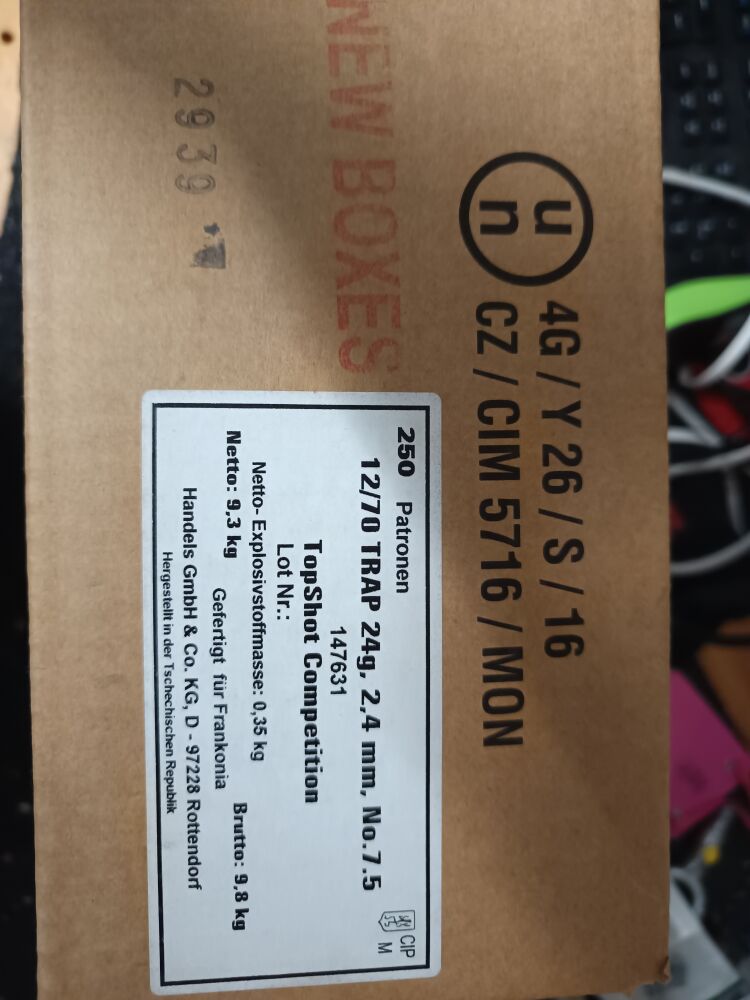 un
4G / Y 26 / S / 16
CZ / CIM 5716 / MON
NEW BOXES
2939
250 Patronen
CIP
M
12/70 TRAP 24g, 2,4 mm, No.7.5
147631
TopShot Competition
Lot Nr.:
Netto- Explosivstoffmasse: 0,35 kg
Netto: 9,3 kg
Brutto: 9,8 kg
Gefertigt für Frankonia
Handels GmbH & Co. KG, D - 97228 Rottendorf
Hergestellt in der Tschechischen Republik